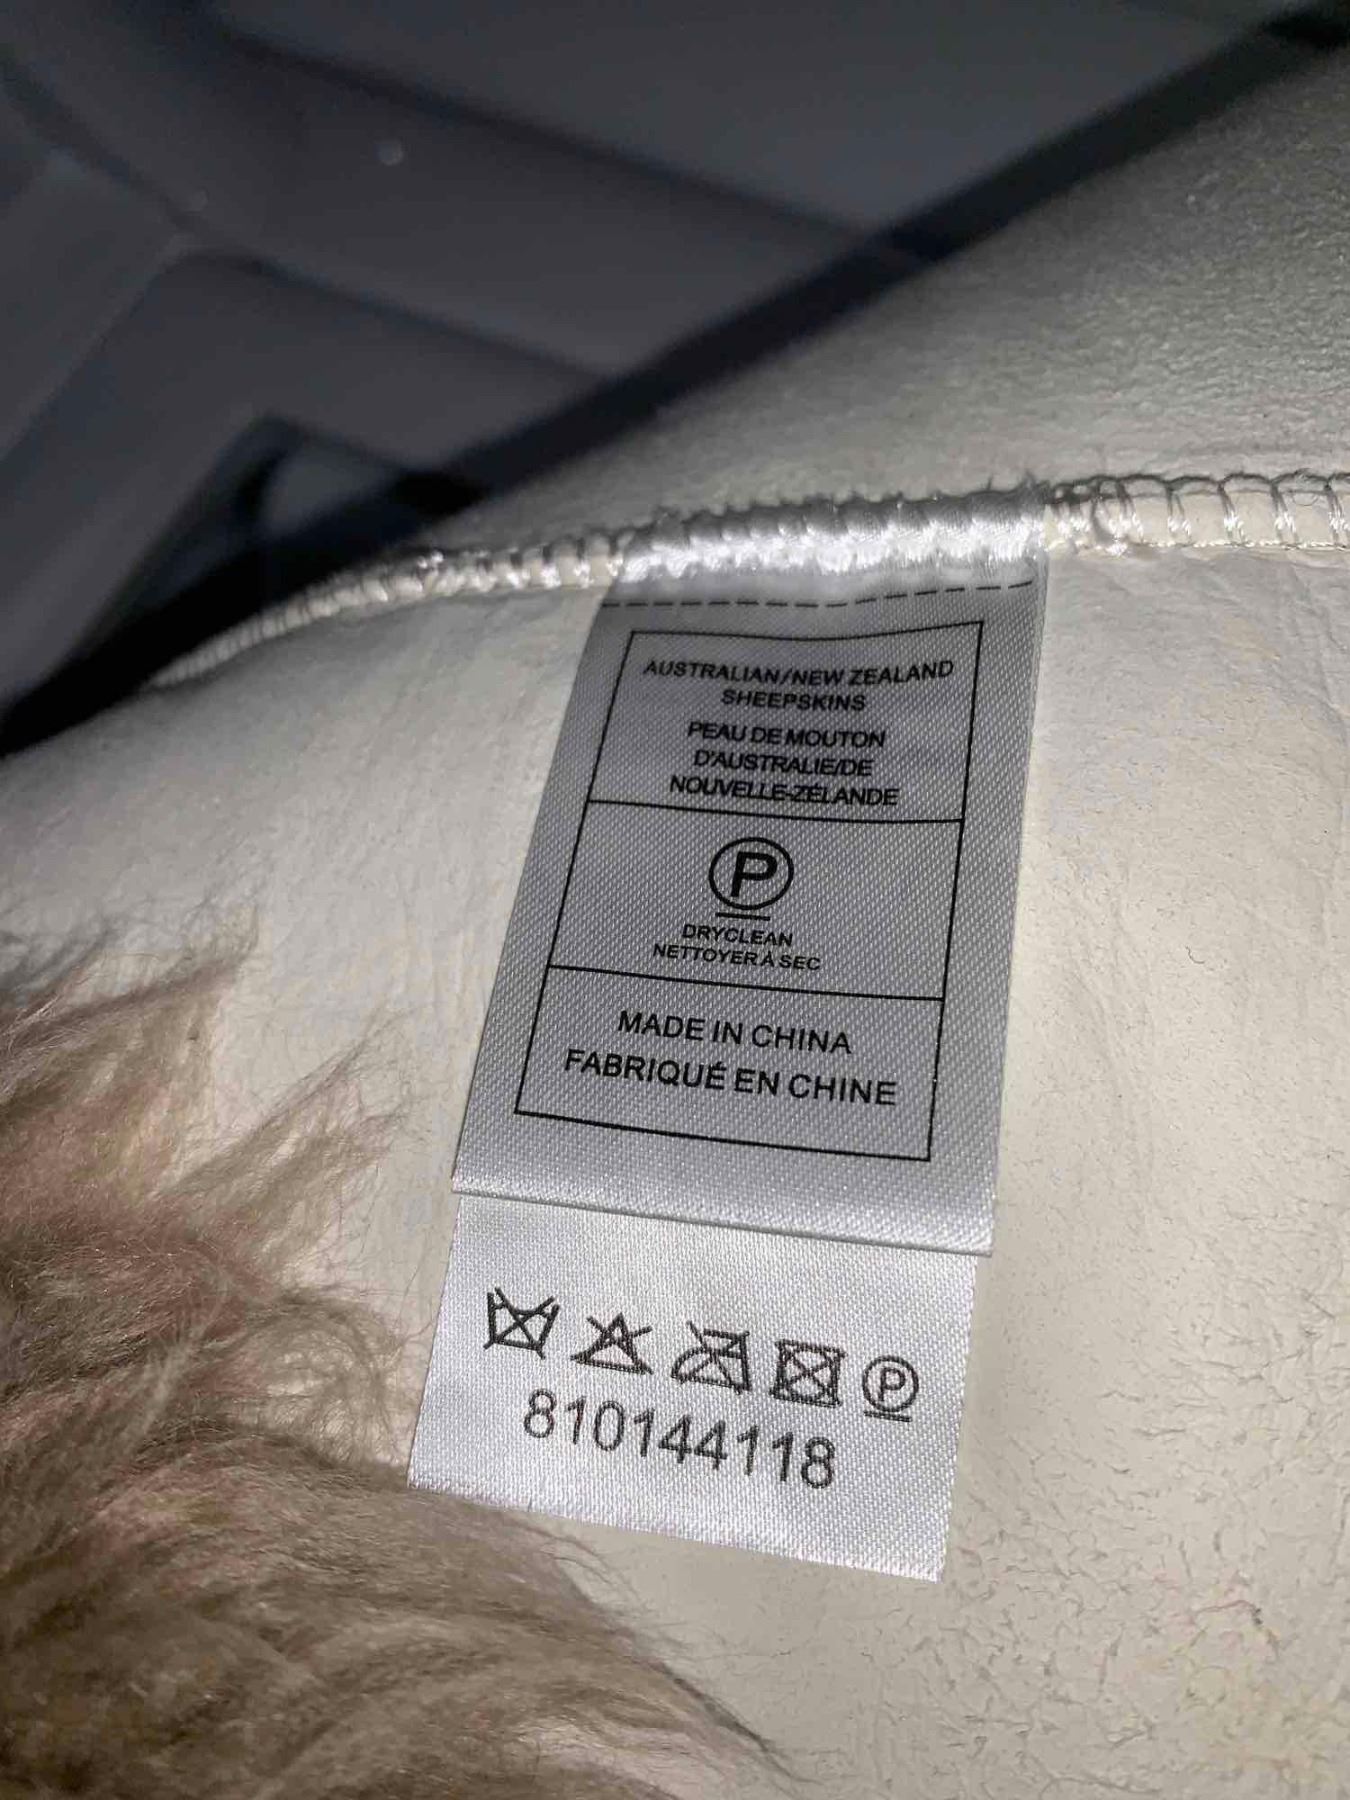 AUSTRALIAN/NEW ZEALAND
SHEEPSKINS
PEAU DE MOUTON
D'AUSTRALIE/DE
NOUVELLE-ZÉLANDE
P
DRYCLEAN
NETTOYER À SEC
MADE IN CHINA
FABRIQUÉ EN CHINE
P
810144118